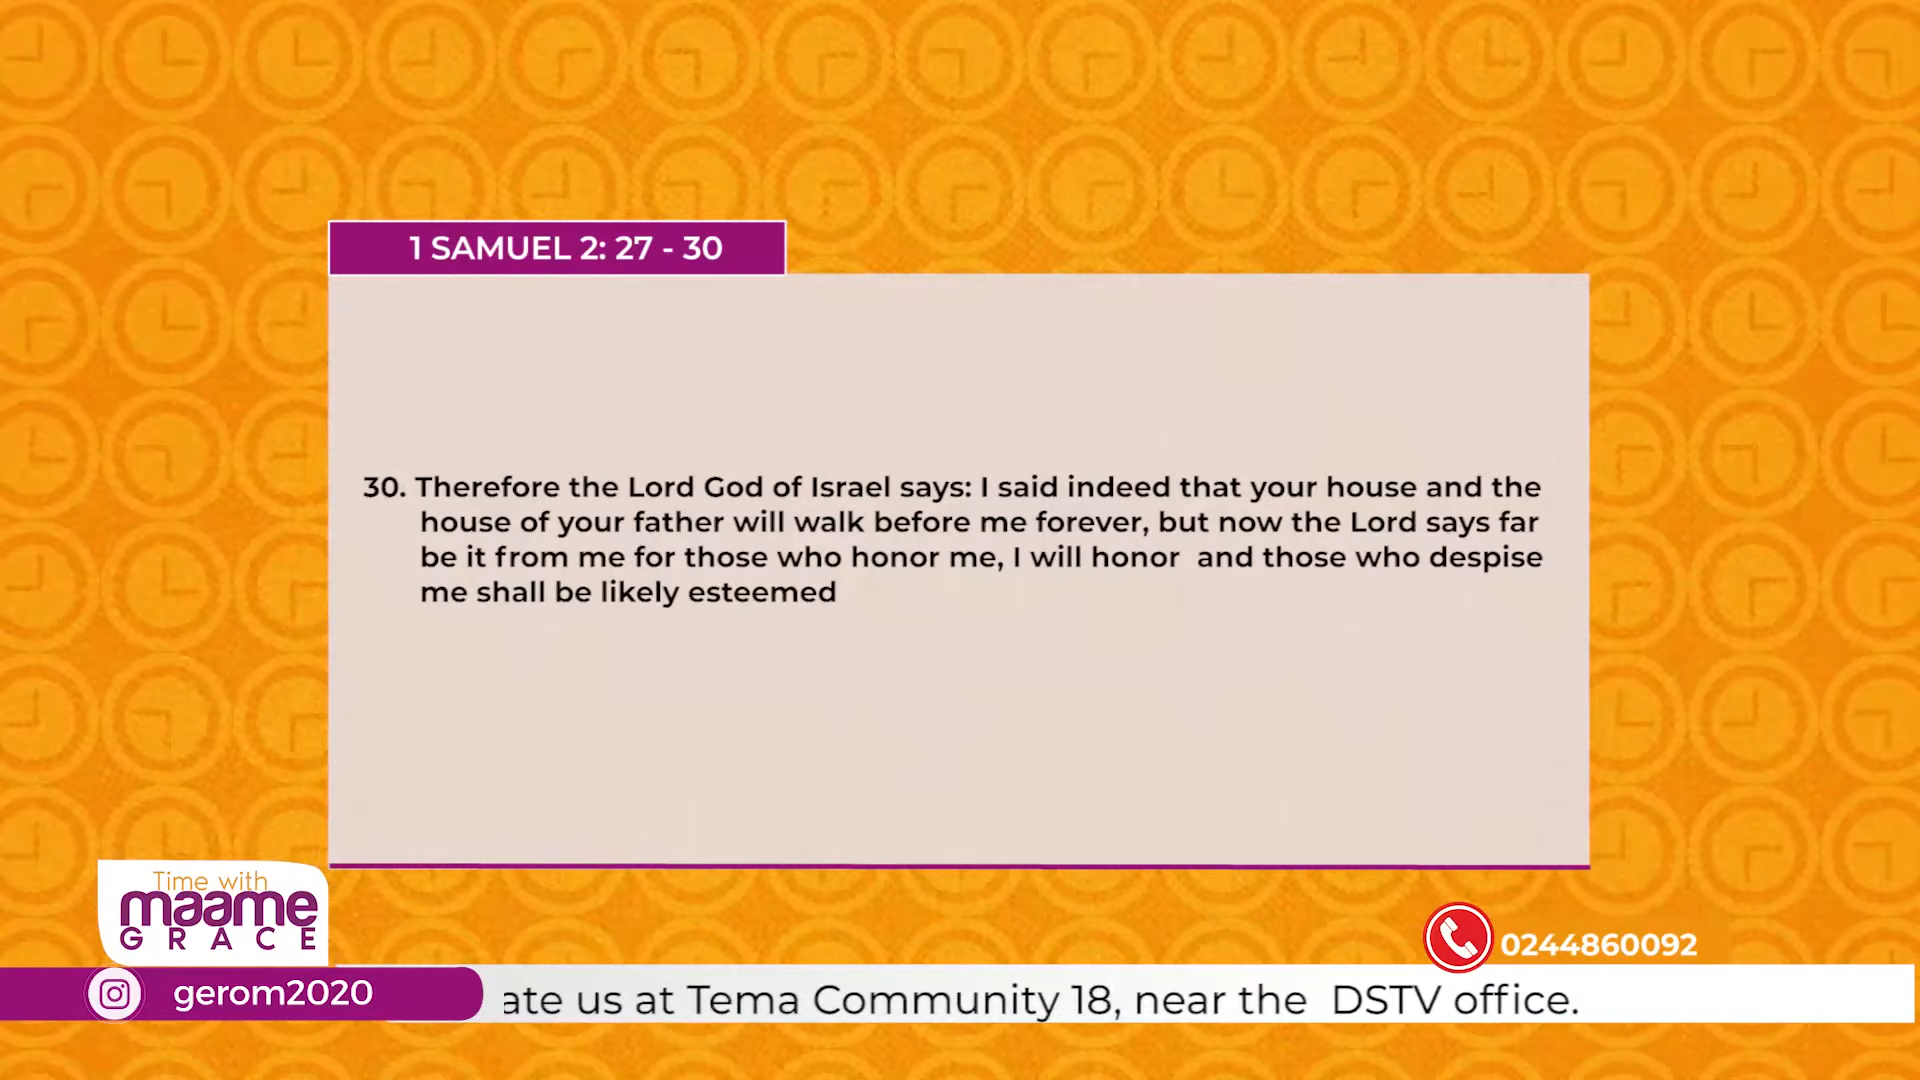 1 SAMUEL 2: 27 - 30
30. Therefore the Lord God of Israel says: I said indeed that your house and the
house of your father will walk before me forever, but now the Lord says far
be it from me for those who honor me, I will honor and those who despise
me shall be likely esteemed
Time with
maame
GRACE
0244860092
gerom2020
ate us at Tema Community 18, near the DSTV office.